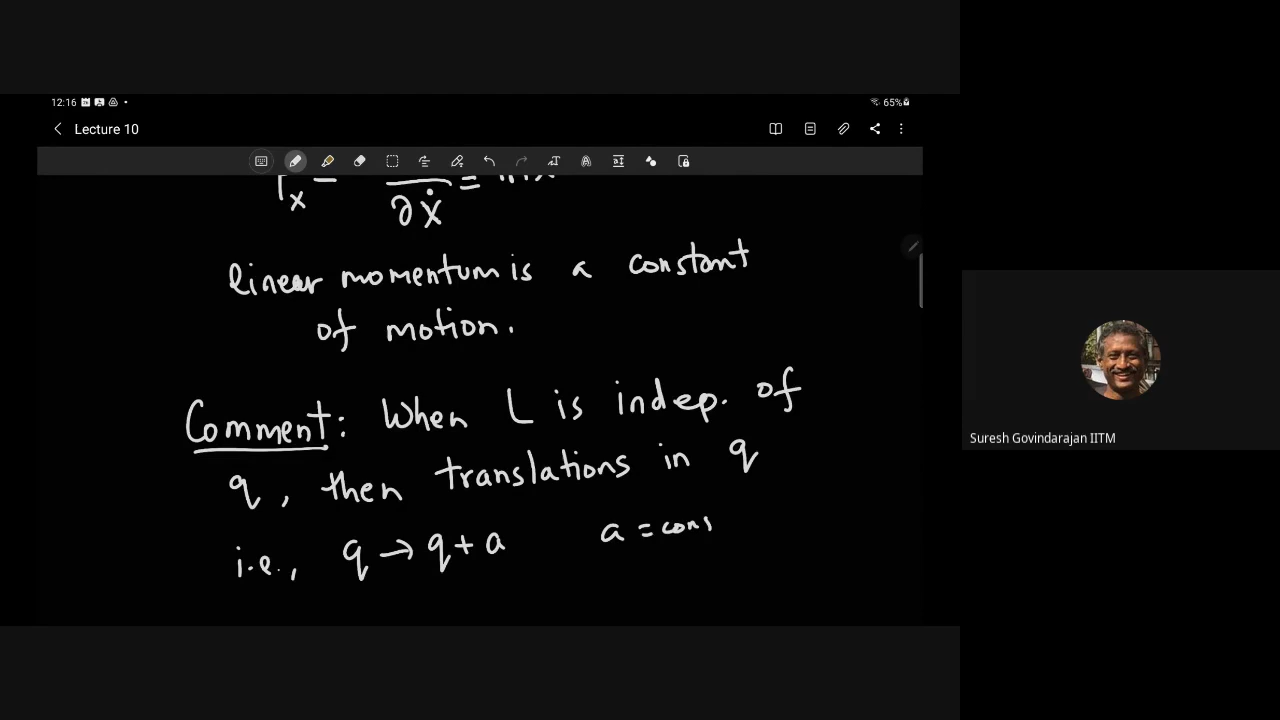 12:16
65%
Lecture 10
x = ∂ẋ =
linear momentum is a constant
of motion.
Comment: When L is indep. of
q, then translations in q
i.e., q → q + a a = cons
Suresh Govindarajan IITM